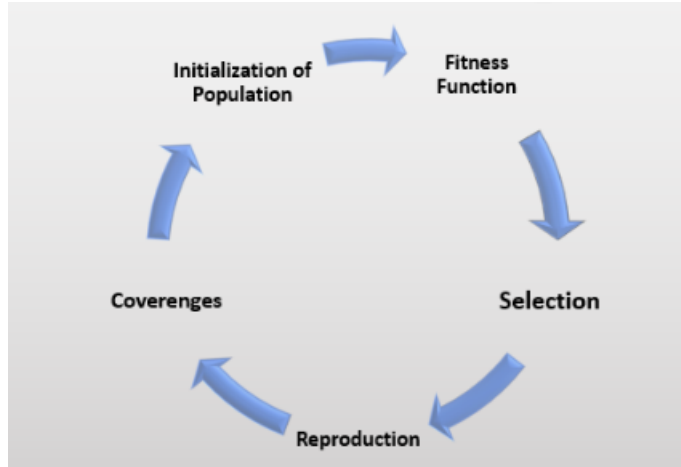 Initialization of
Population
Fitness
Function
Selection
Reproduction
Coverenges